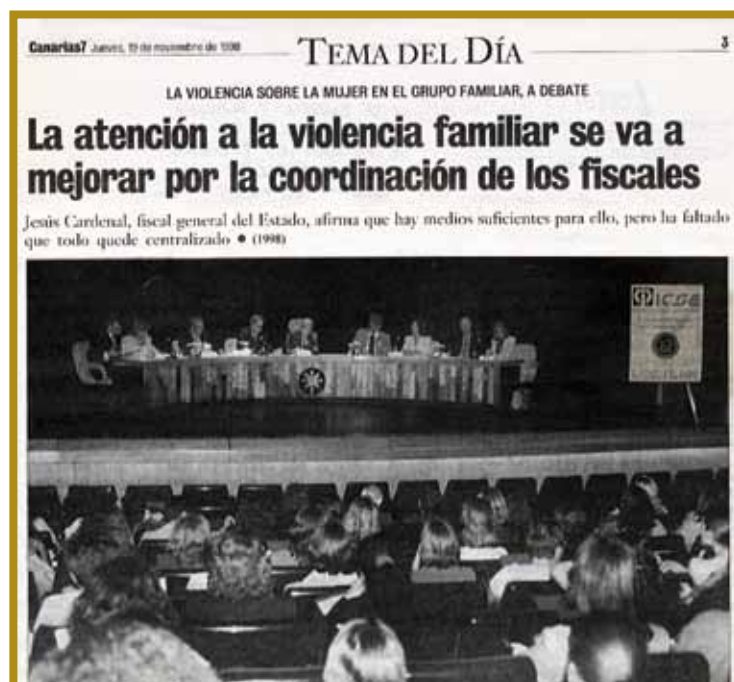 Canarias7 Jueves, 19 de noviembre de 1998
TEMA DEL DÍA
3
LA VIOLENCIA SOBRE LA MUJER EN EL GRUPO FAMILIAR, A DEBATE
La atención a la violencia familiar se va a
mejorar por la coordinación de los fiscales
Jesús Cardenal, fiscal general del Estado, afirma que hay medios suficientes para ello, pero ha faltado
que todo quede centralizado ● (1998)
ICSE